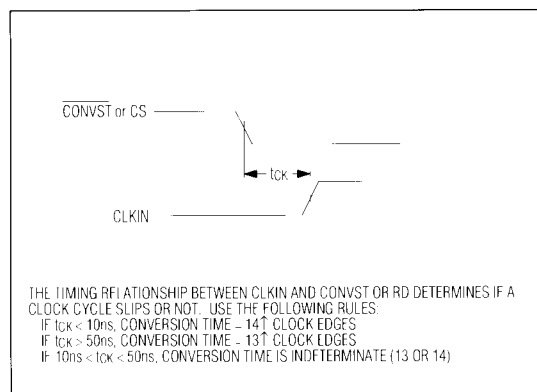 CONVST or CS
tCK
CLKIN
THE TIMING RELATIONSHIP BETWEEN CLKIN AND CONVST OR RD DETERMINES IF A
CLOCK CYCLE SLIPS OR NOT. USE THE FOLLOWING RULES:
IF tCK < 10ns, CONVERSION TIME = 14↑ CLOCK EDGES
IF tCK > 50ns, CONVERSION TIME = 13↑ CLOCK EDGES
IF 10ns < tCK < 50ns, CONVERSION TIME IS INDETERMINATE (13 OR 14)